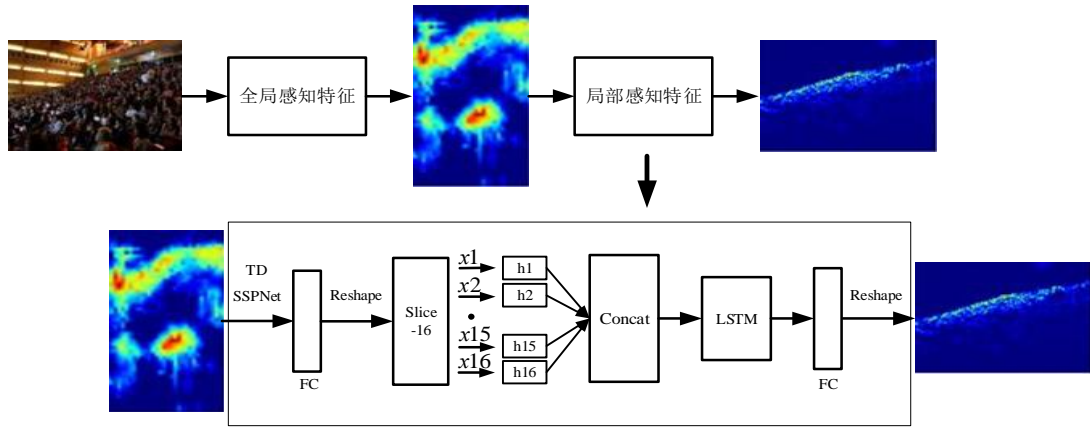 全局感知特征
局部感知特征
TD
SSPNet
FC
Reshape
Slice
-16
x1
x2
x15
x16
h1
h2
h15
h16
Concat
LSTM
FC
Reshape